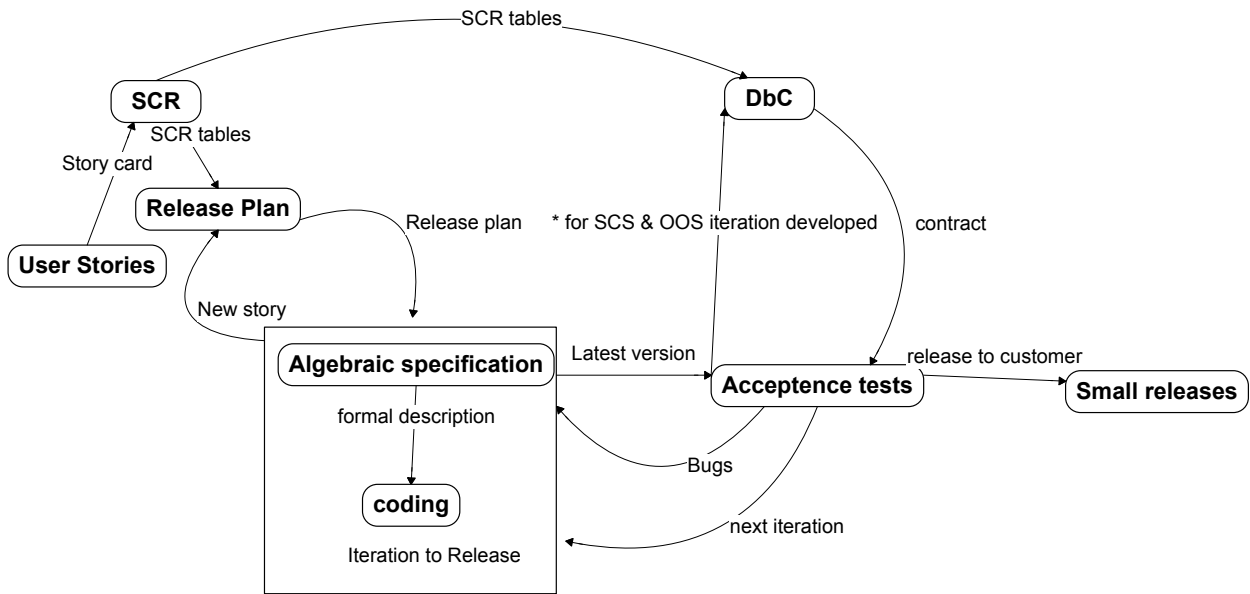 SCR tables
SCR
DbC
SCR tables
Story card
Release Plan
Release plan
* for SCS & OOS iteration developed
contract
User Stories
New story
Algebraic specification
Latest version
release to customer
Acceptence tests
Small releases
formal description
Bugs
coding
next iteration
Iteration to Release